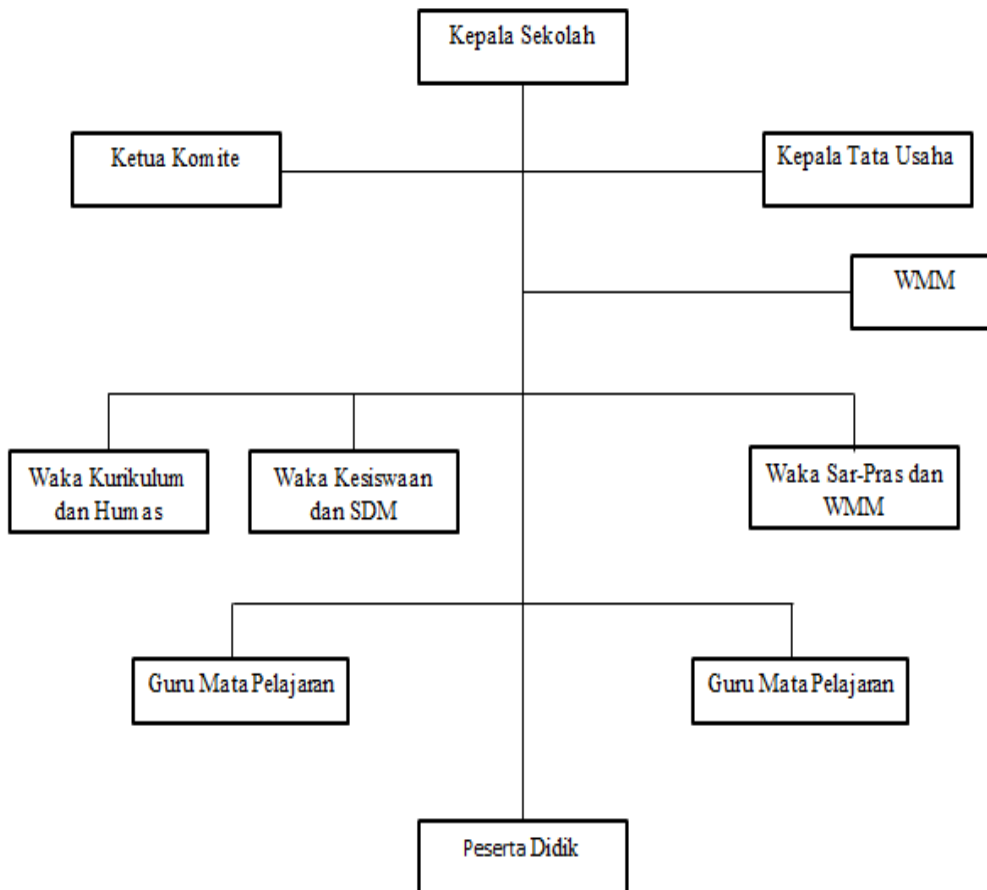 Kepala Sekolah
Ketua Komite
Kepala Tata Usaha
WMM
Waka Kurikulum
dan Humas
Waka Kesiswaan
dan SDM
Waka Sar-Pras dan
WMM
Guru Mata Pelajaran
Guru Mata Pelajaran
Peserta Didik